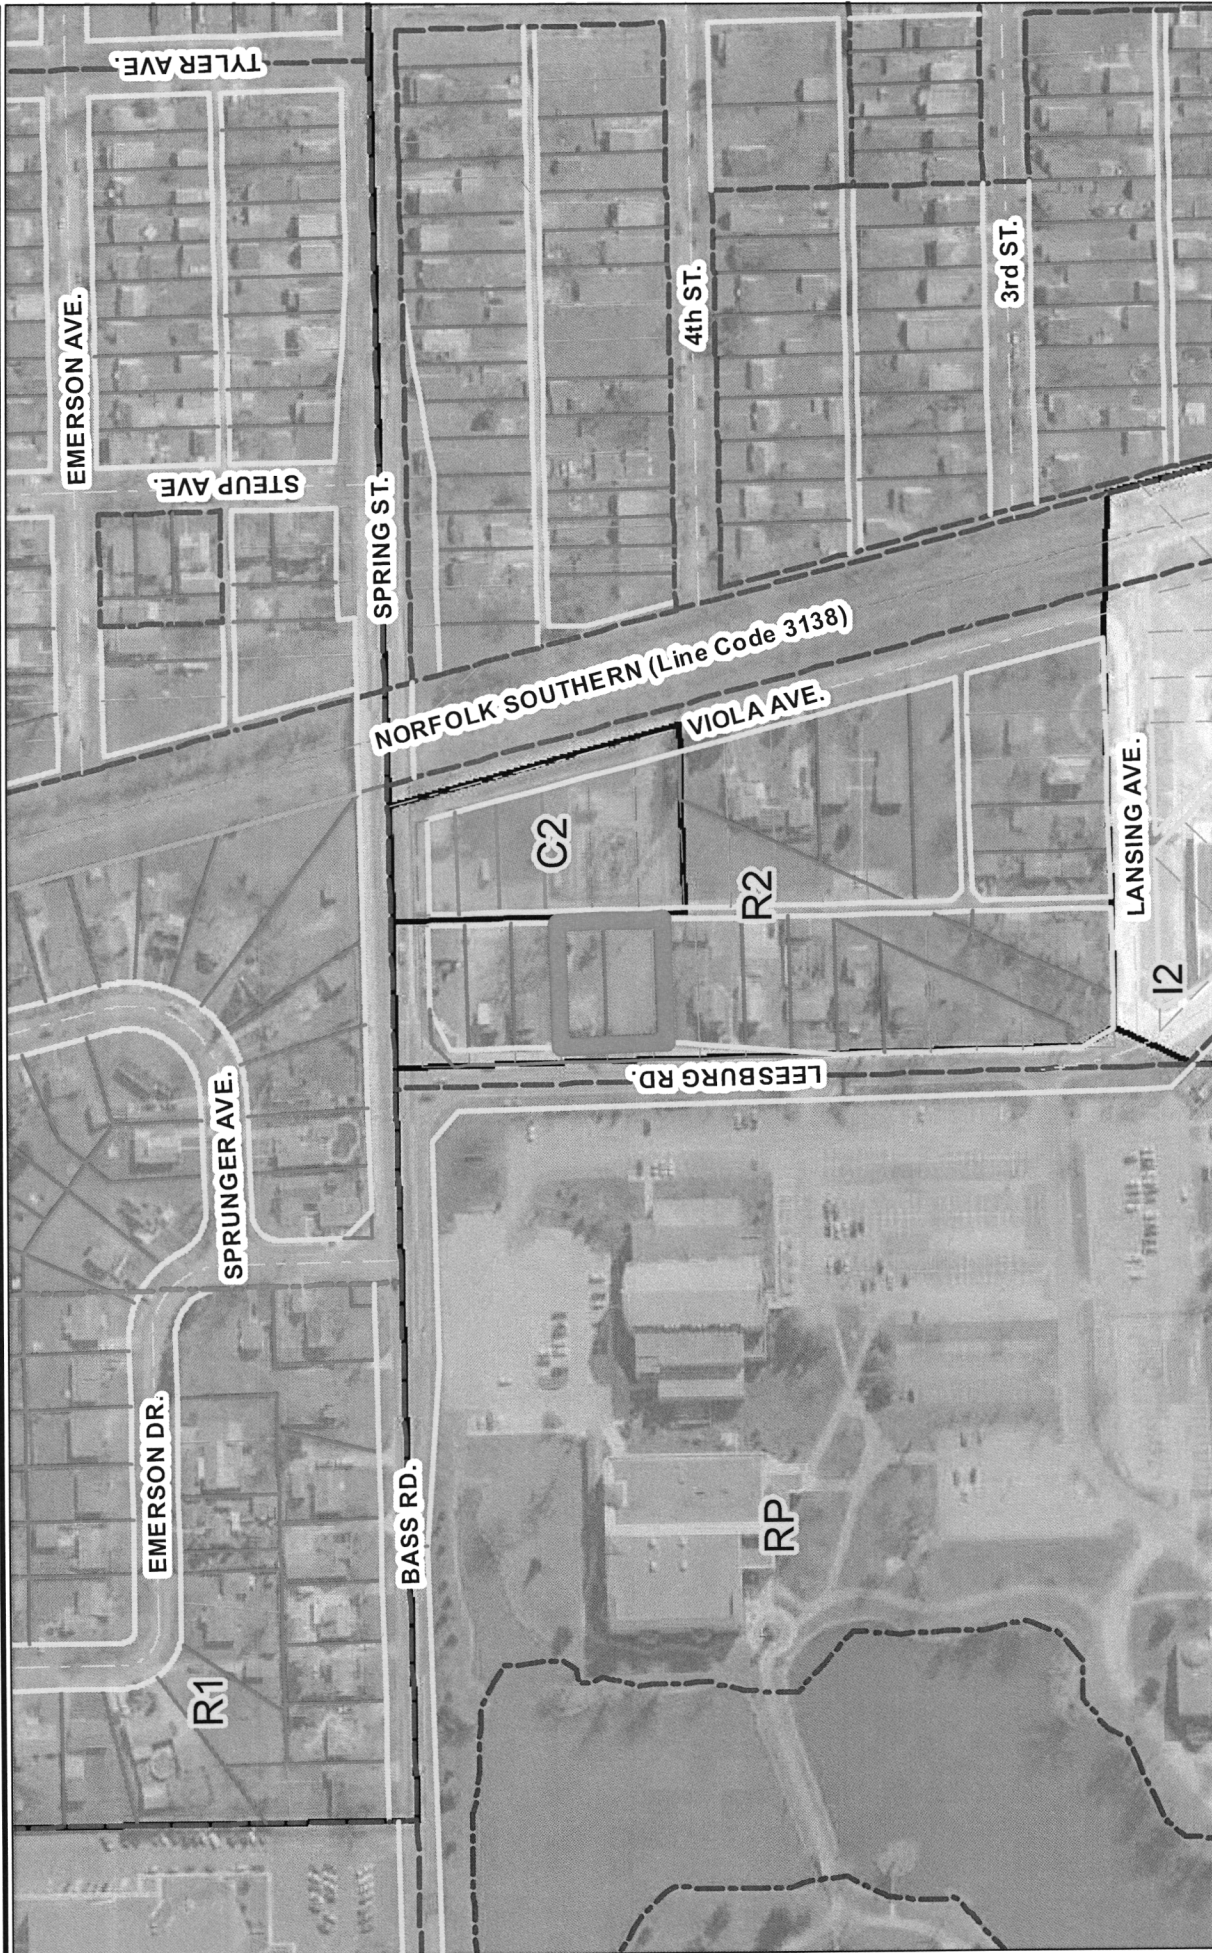 TYLER AVE.
EMERSON AVE.
STEUP AVE.
SPRING ST.
4th ST.
3rd ST.
NORFOLK SOUTHERN (Line Code 3138)
VIOLA AVE.
C2
R2
LANSING AVE.
I2
LEESBURG RD.
SPRUNGER AVE.
EMERSON DR.
BASS RD.
RP
R1